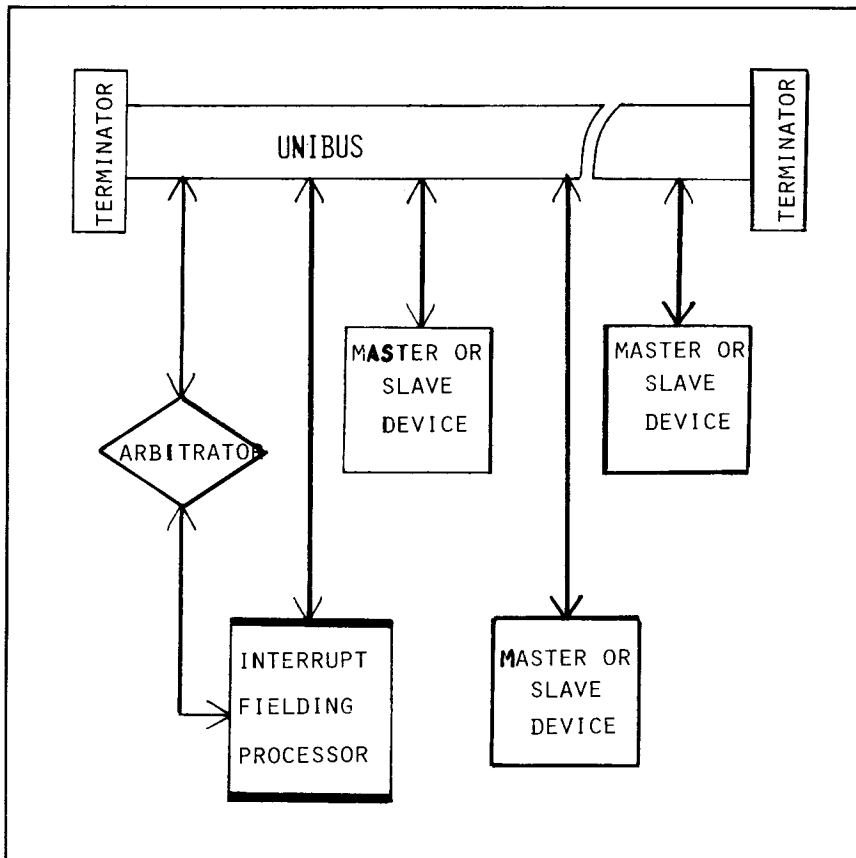 TERMINATOR
UNIBUS
TERMINATOR
MASTER OR
SLAVE
DEVICE
MASTER OR
SLAVE
DEVICE
ARBITRATOR
INTERRUPT
FIELDING
PROCESSOR
MASTER OR
SLAVE
DEVICE